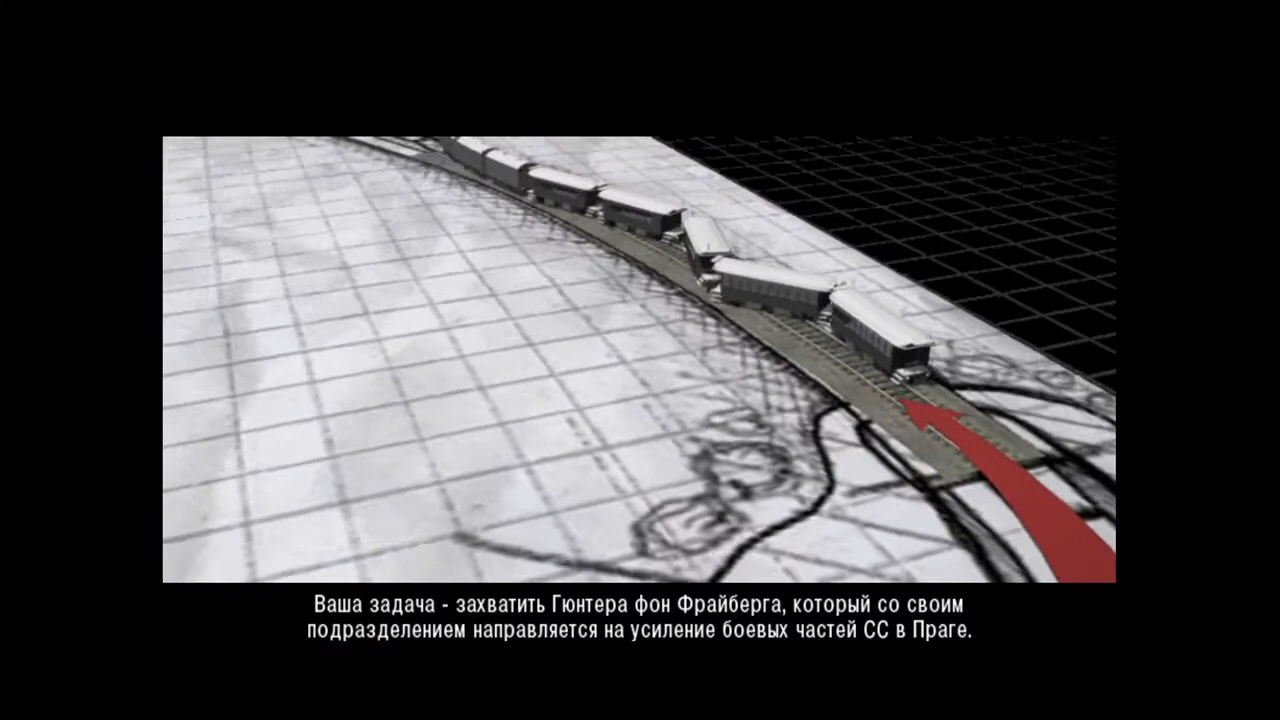 Ваша задача - захватить Гюнтера фон Фрайберга, который со своим
подразделением направляется на усиление боевых частей СС в Праге.